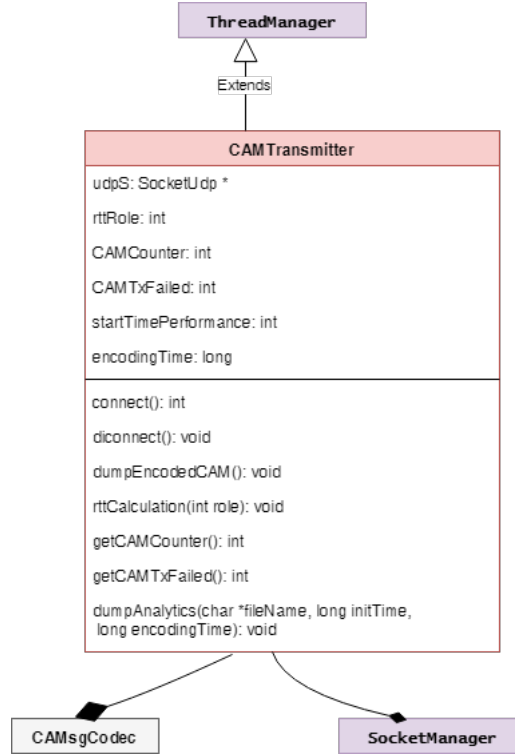 ThreadManager
Extends
CAMTransmitter
udpS: SocketUdp *
rttRole: int
CAMCounter: int
CAMTxFailed: int
startTimePerformance: int
encodingTime: long
connect(): int
diconnect(): void
dumpEncodedCAM(): void
rttCalculation(int role): void
getCAMCounter(): int
getCAMTxFailed(): int
dumpAnalytics(char *fileName, long initTime,
long encodingTime): void
CAMsgCodec
SocketManager